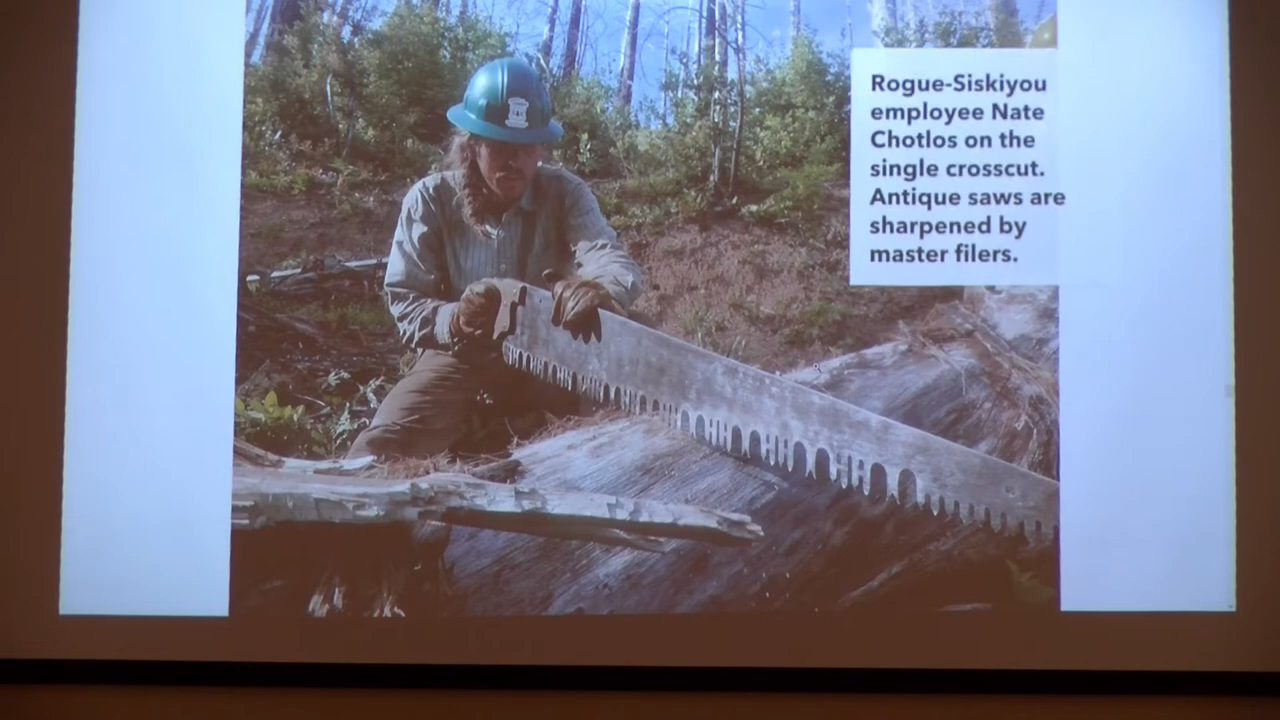 Rogue-Siskiyou
employee Nate
Chotlos on the
single crosscut.
Antique saws are
sharpened by
master filers.